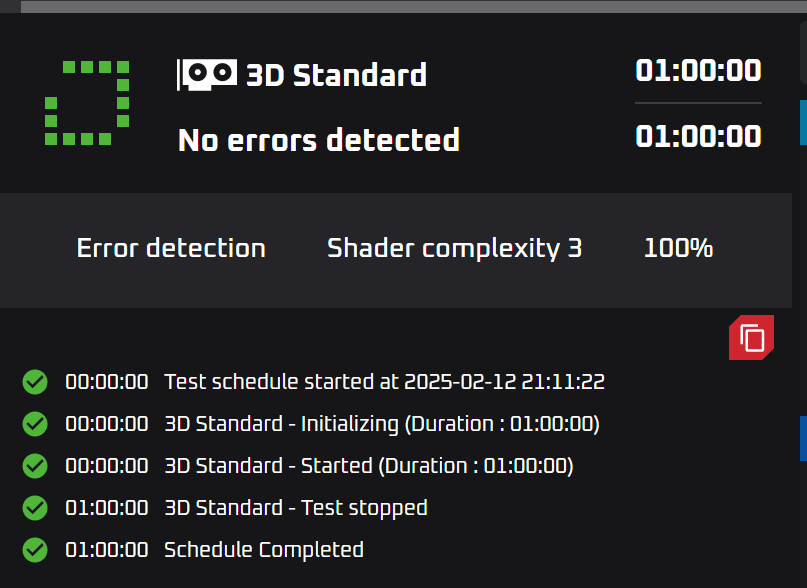 3D Standard 01:00:00
No errors detected 01:00:00
Error detection Shader complexity 3 100%
00:00:00 Test schedule started at 2025-02-12 21:11:22
00:00:00 3D Standard - Initializing (Duration : 01:00:00)
00:00:00 3D Standard - Started (Duration : 01:00:00)
01:00:00 3D Standard - Test stopped
01:00:00 Schedule Completed